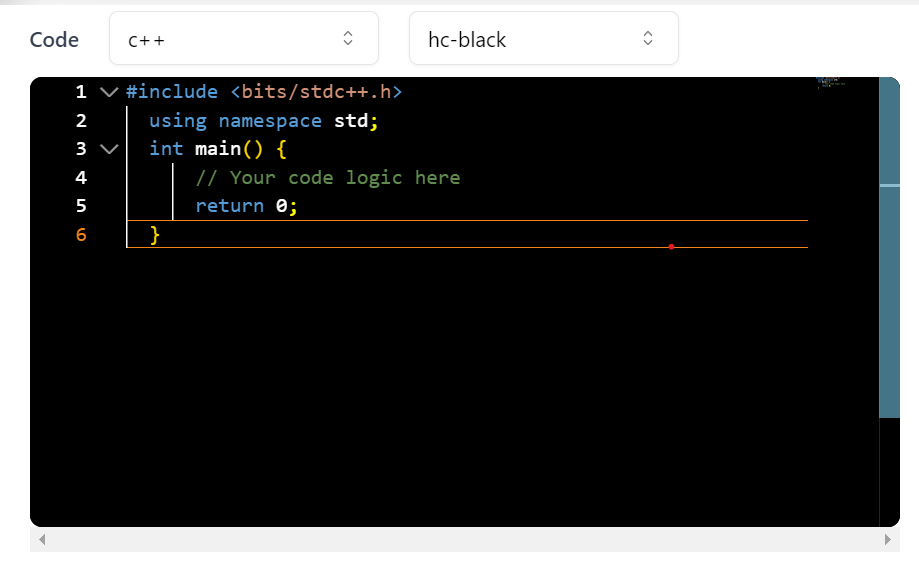 Code c++ hc-black
1 #include <bits/stdc++.h>
2 using namespace std;
3 int main() {
4 // Your code logic here
5 return 0;
6 }